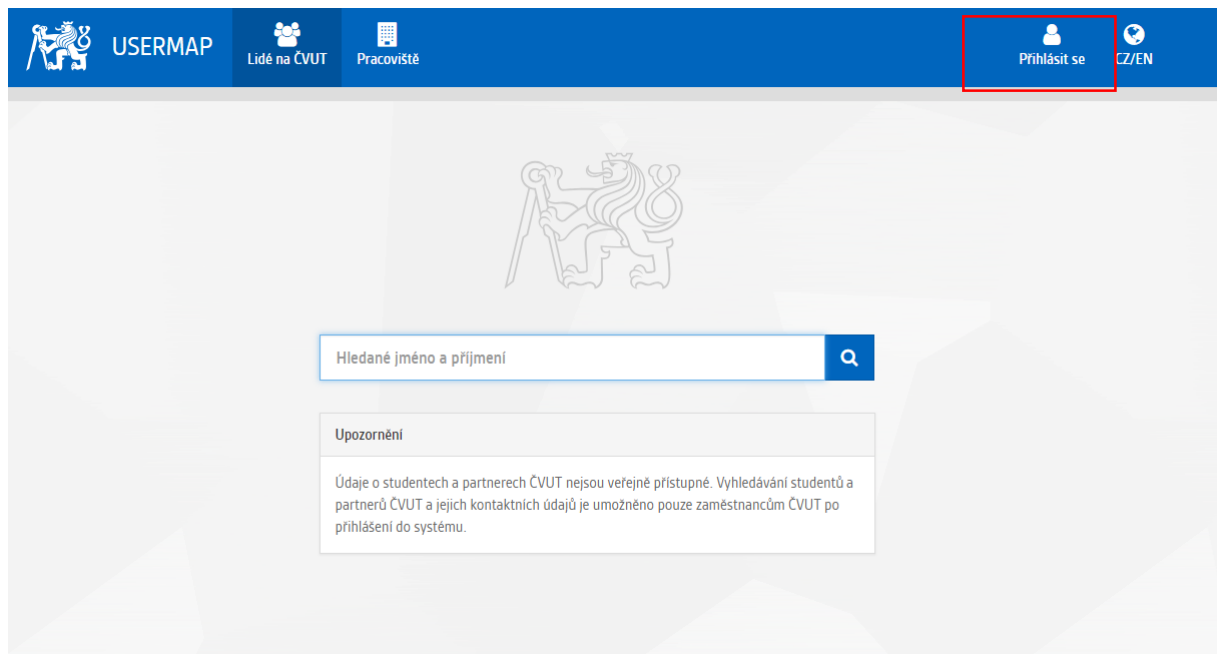 USERMAP
Lidé na ČVUT
Pracoviště
Přihlásit se
CZ/EN
Hledané jméno a příjmení
Upozornění
Údaje o studentech a partnerech ČVUT nejsou veřejně přístupné. Vyhledávání studentů a
partnerů ČVUT a jejich kontaktních údajů je umožněno pouze zaměstnancům ČVUT po
přihlášení do systému.